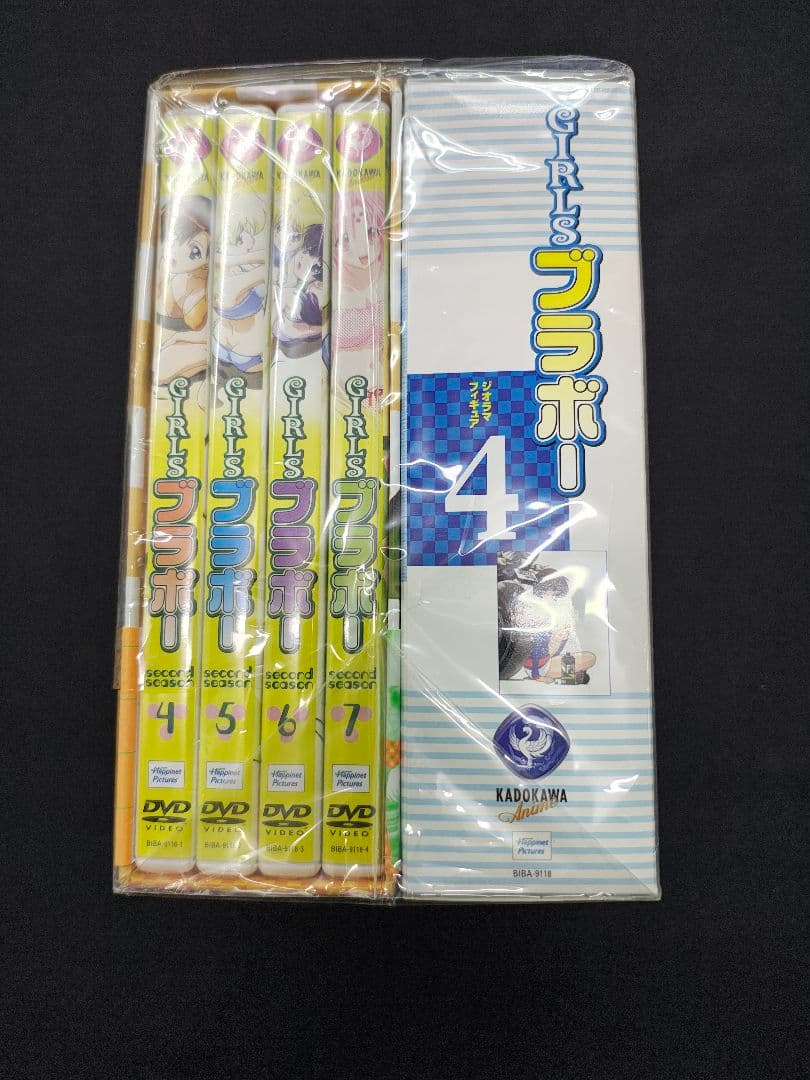 KADOKAWA
GIRLS
ブラボー
second
season
4
Happinet
Pictures
DVD
VIDEO
BIBA-9118-1
KADOKAWA
GIRLS
ブラボー
second
season
5
Happinet
Pictures
DVD
VIDEO
KADOKAWA
GIRLS
ブラボー
second
season
6
Happinet
Pictures
DVD
VIDEO
BIBA-9118-3
KADOKAWA
GIRLS
ブラボー
second
season
7
Happinet
Pictures
DVD
VIDEO
BIBA-9118-4
GIRLS
ブラボー
ジオラマ
フィギュア
4
KADOKAWA
Anime
Happinet
Pictures
BIBA-9118